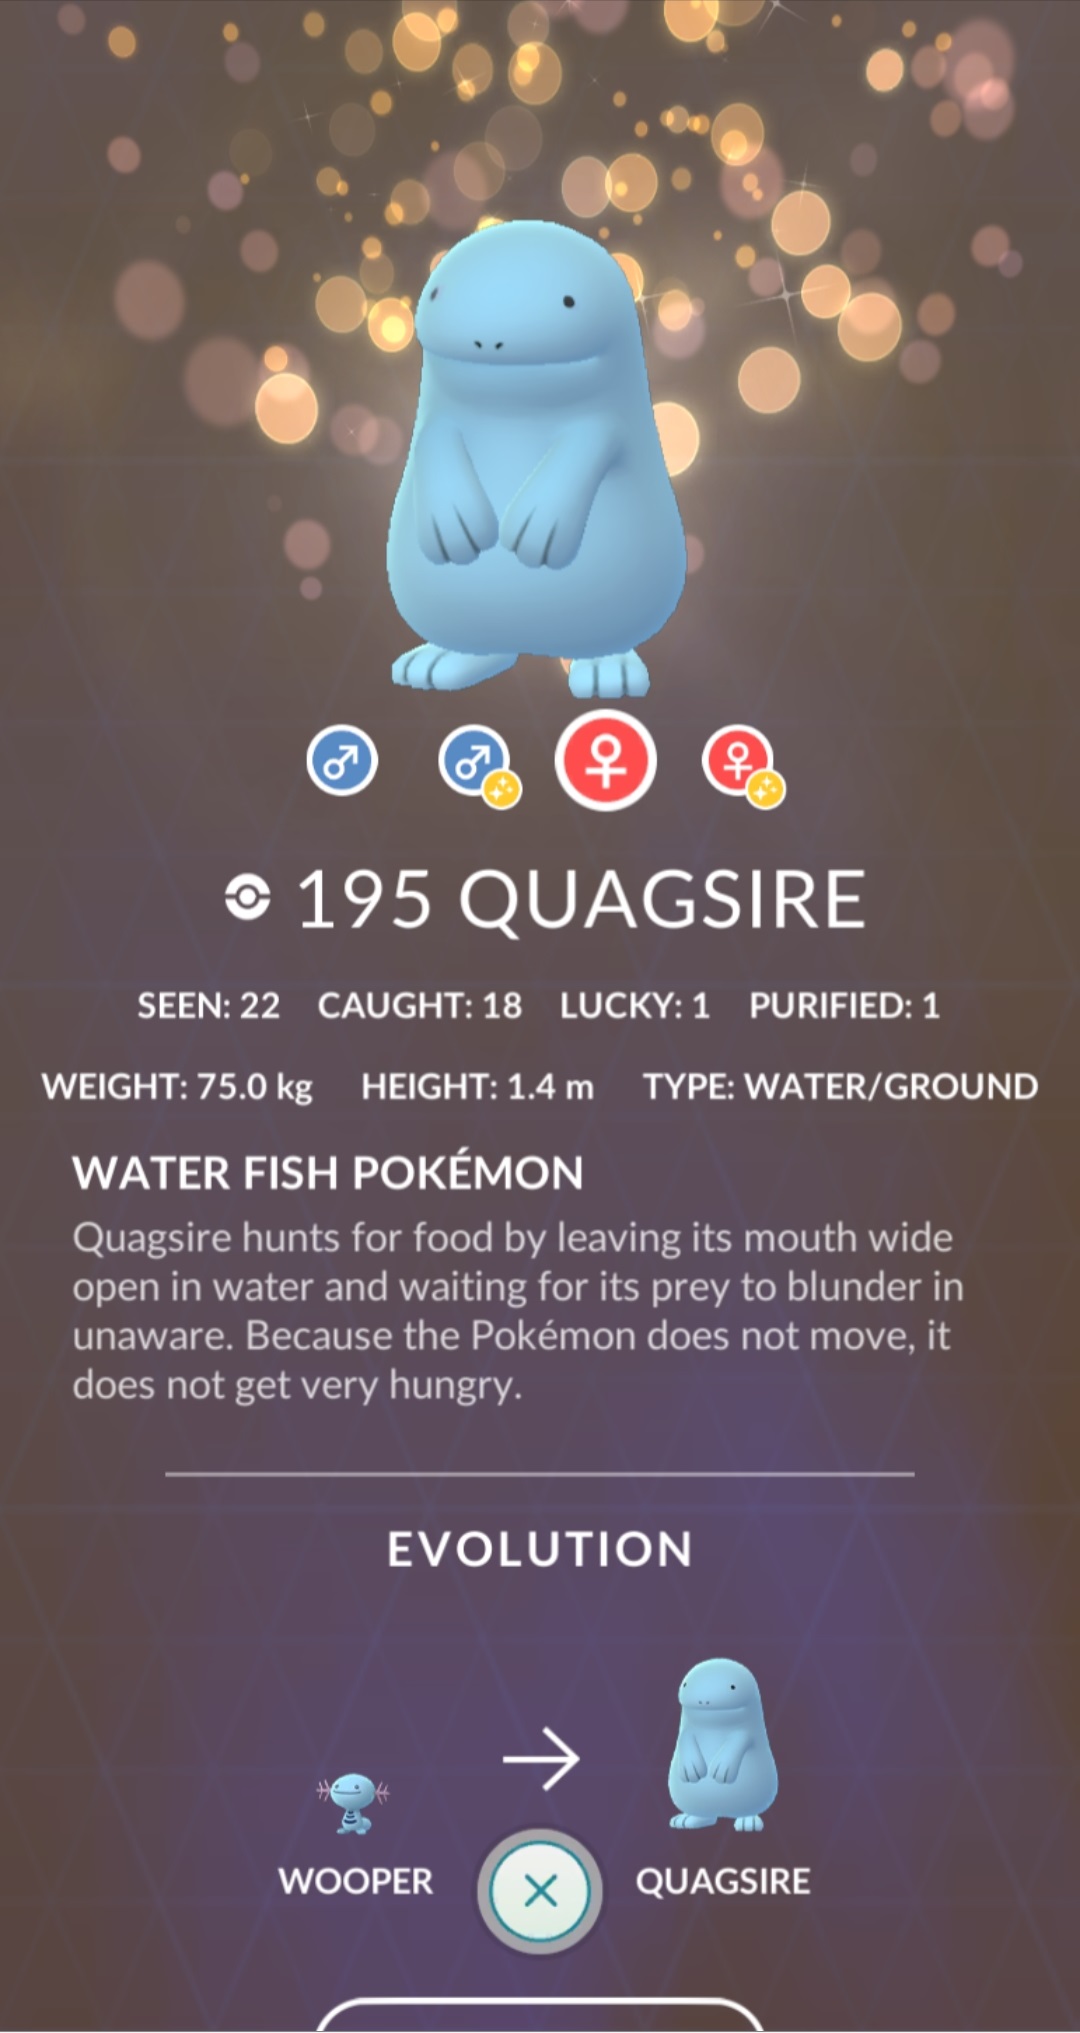 195 QUAGSIRE
SEEN: 22 CAUGHT: 18 LUCKY: 1 PURIFIED: 1
WEIGHT: 75.0 kg HEIGHT: 1.4 m TYPE: WATER/GROUND
WATER FISH POKÉMON
Quagsire hunts for food by leaving its mouth wide
open in water and waiting for its prey to blunder in
unaware. Because the Pokémon does not move, it
does not get very hungry.
EVOLUTION
WOOPER QUAGSIRE